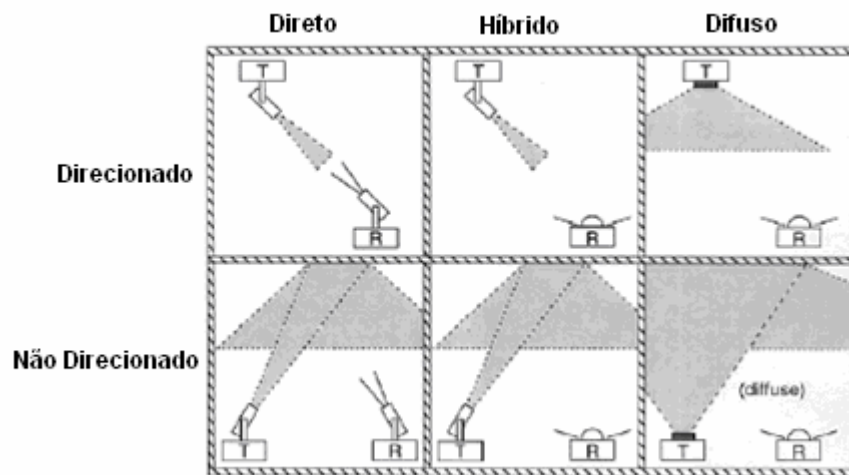 Direto Híbrido Difuso
T T T
Direcionado
R R R
Não Direcionado
(diffuse)
T R T R T R